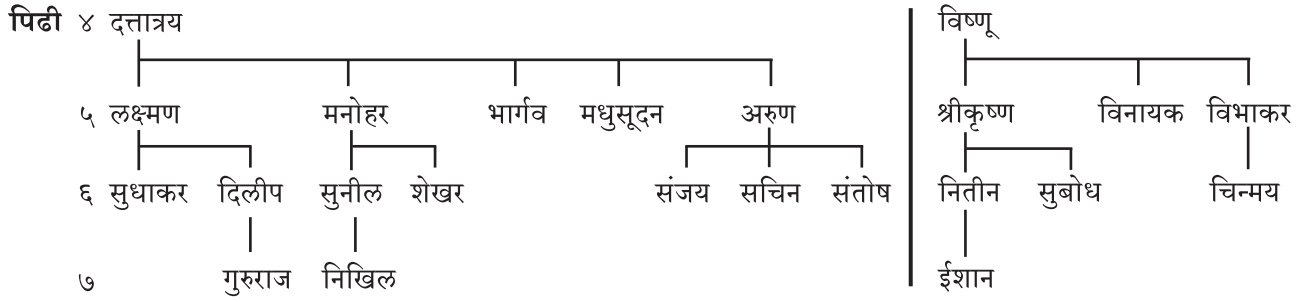 पिढी ४ दत्तात्रय विष्णू
५ लक्ष्मण मनोहर भार्गव मधुसूदन अरुण श्रीकृष्ण विनायक विभाकर
६ सुधाकर दिलीप सुनील शेखर संजय सचिन संतोष नितीन सुबोध चिन्मय
७ गुरुराज निखिल ईशान